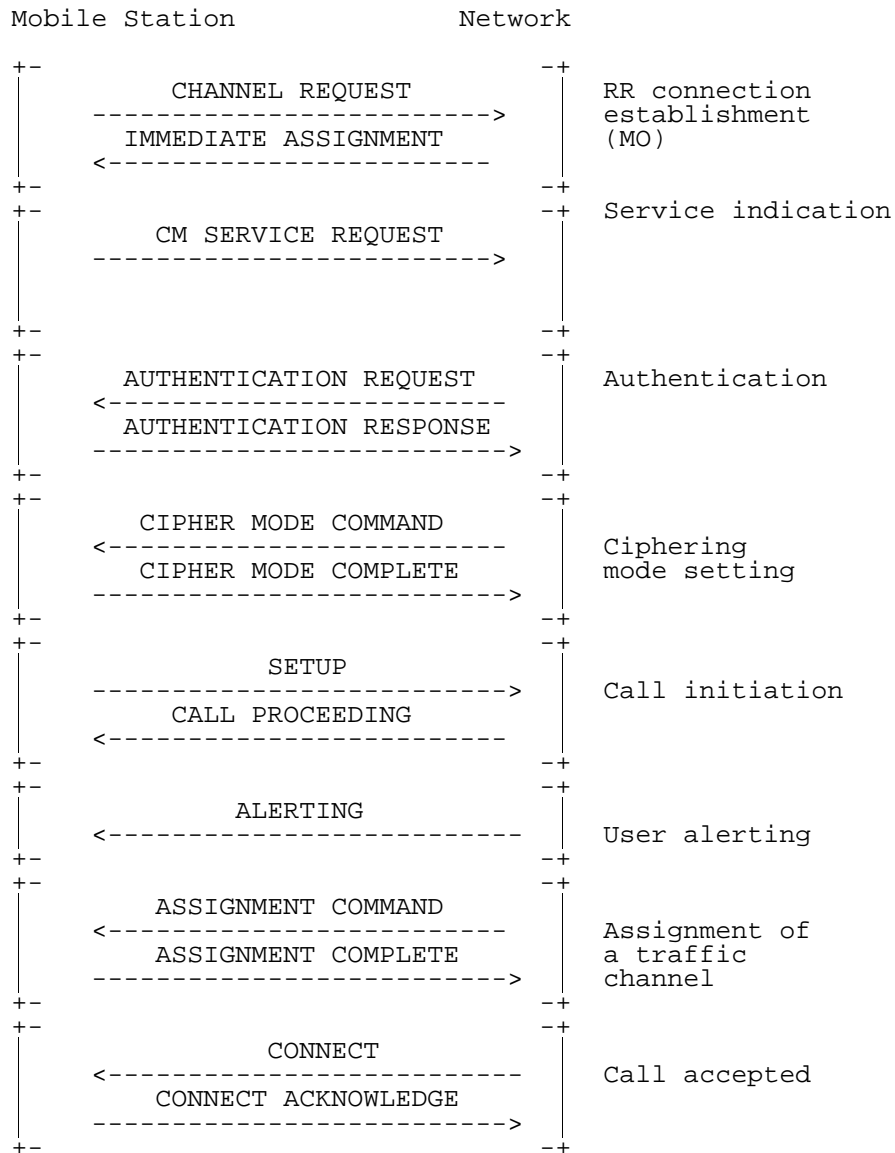 Mobile Station Network
CHANNEL REQUEST RR connection
establishment
IMMEDIATE ASSIGNMENT (MO)
Service indication
CM SERVICE REQUEST
AUTHENTICATION REQUEST Authentication
AUTHENTICATION RESPONSE
CIPHER MODE COMMAND
Ciphering
CIPHER MODE COMPLETE mode setting
SETUP
Call initiation
CALL PROCEEDING
ALERTING
User alerting
ASSIGNMENT COMMAND
Assignment of
ASSIGNMENT COMPLETE a traffic
channel
CONNECT
Call accepted
CONNECT ACKNOWLEDGE